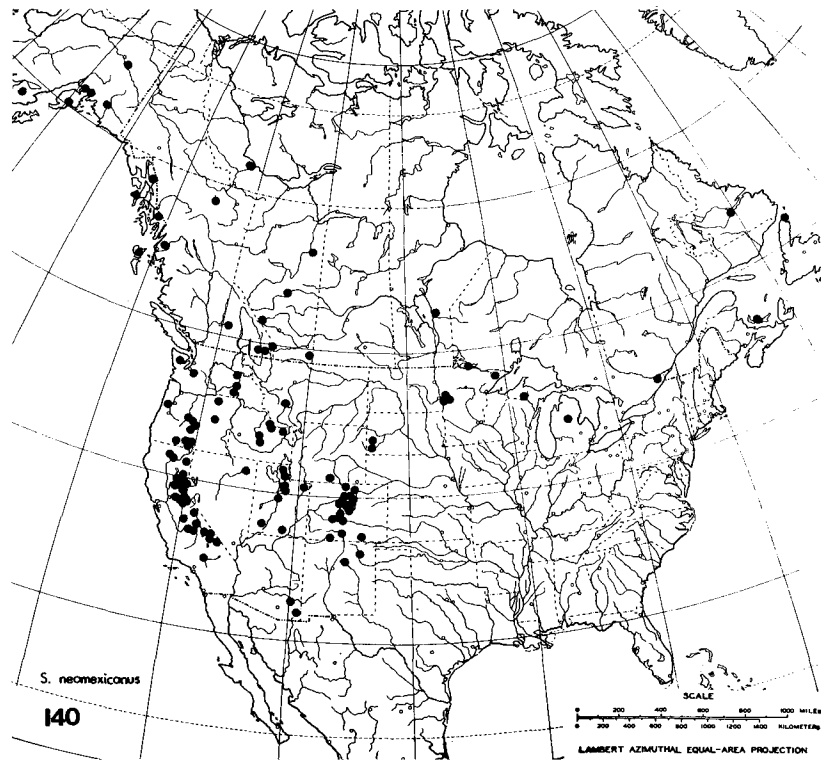 S. neomexicanus
140
SCALE
0 200 400 600 800 1000 MILES
0 200 400 600 800 1000 1200 1400 KILOMETERS
LAMBERT AZIMUTHAL EQUAL-AREA PROJECTION